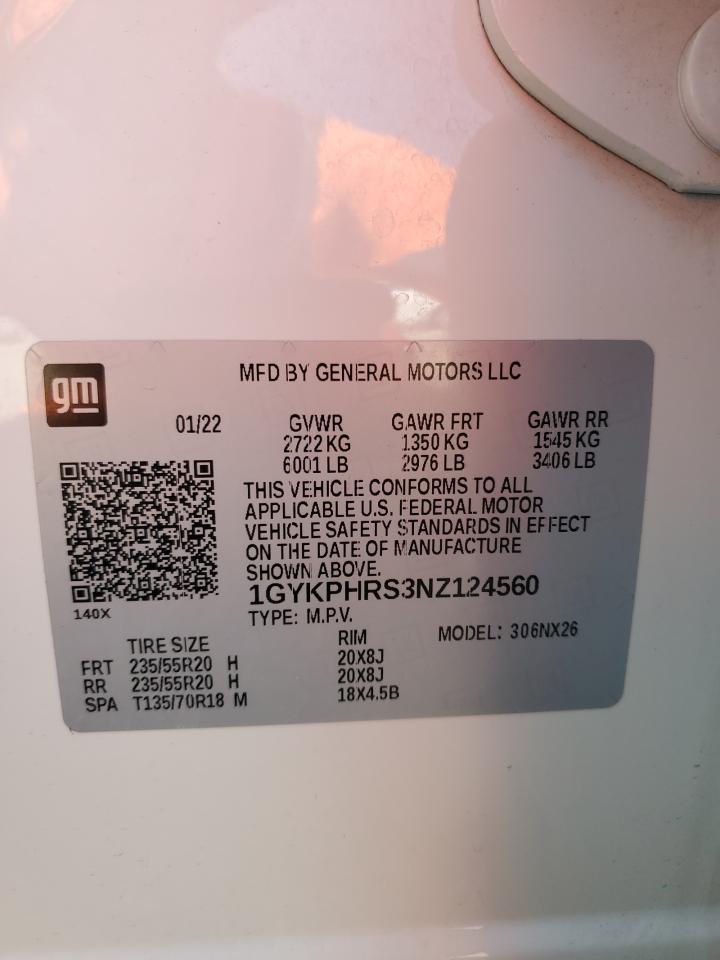 gm
MFD BY GENERAL MOTORS LLC
01/22 GVWR GAWR FRT GAWR RR
2722 KG 1350 KG 1545 KG
6001 LB 2976 LB 3406 LB
THIS VEHICLE CONFORMS TO ALL
APPLICABLE U.S. FEDERAL MOTOR
VEHICLE SAFETY STANDARDS IN EFFECT
ON THE DATE OF MANUFACTURE
SHOWN ABOVE.
1GYKPHRS3NZ124560
140X
TYPE: M.P.V.
TIRE SIZE RIM MODEL: 306NX26
FRT 235/55R20 H 20X8J
RR 235/55R20 H 20X8J
SPA T135/70R18 M 18X4.5B